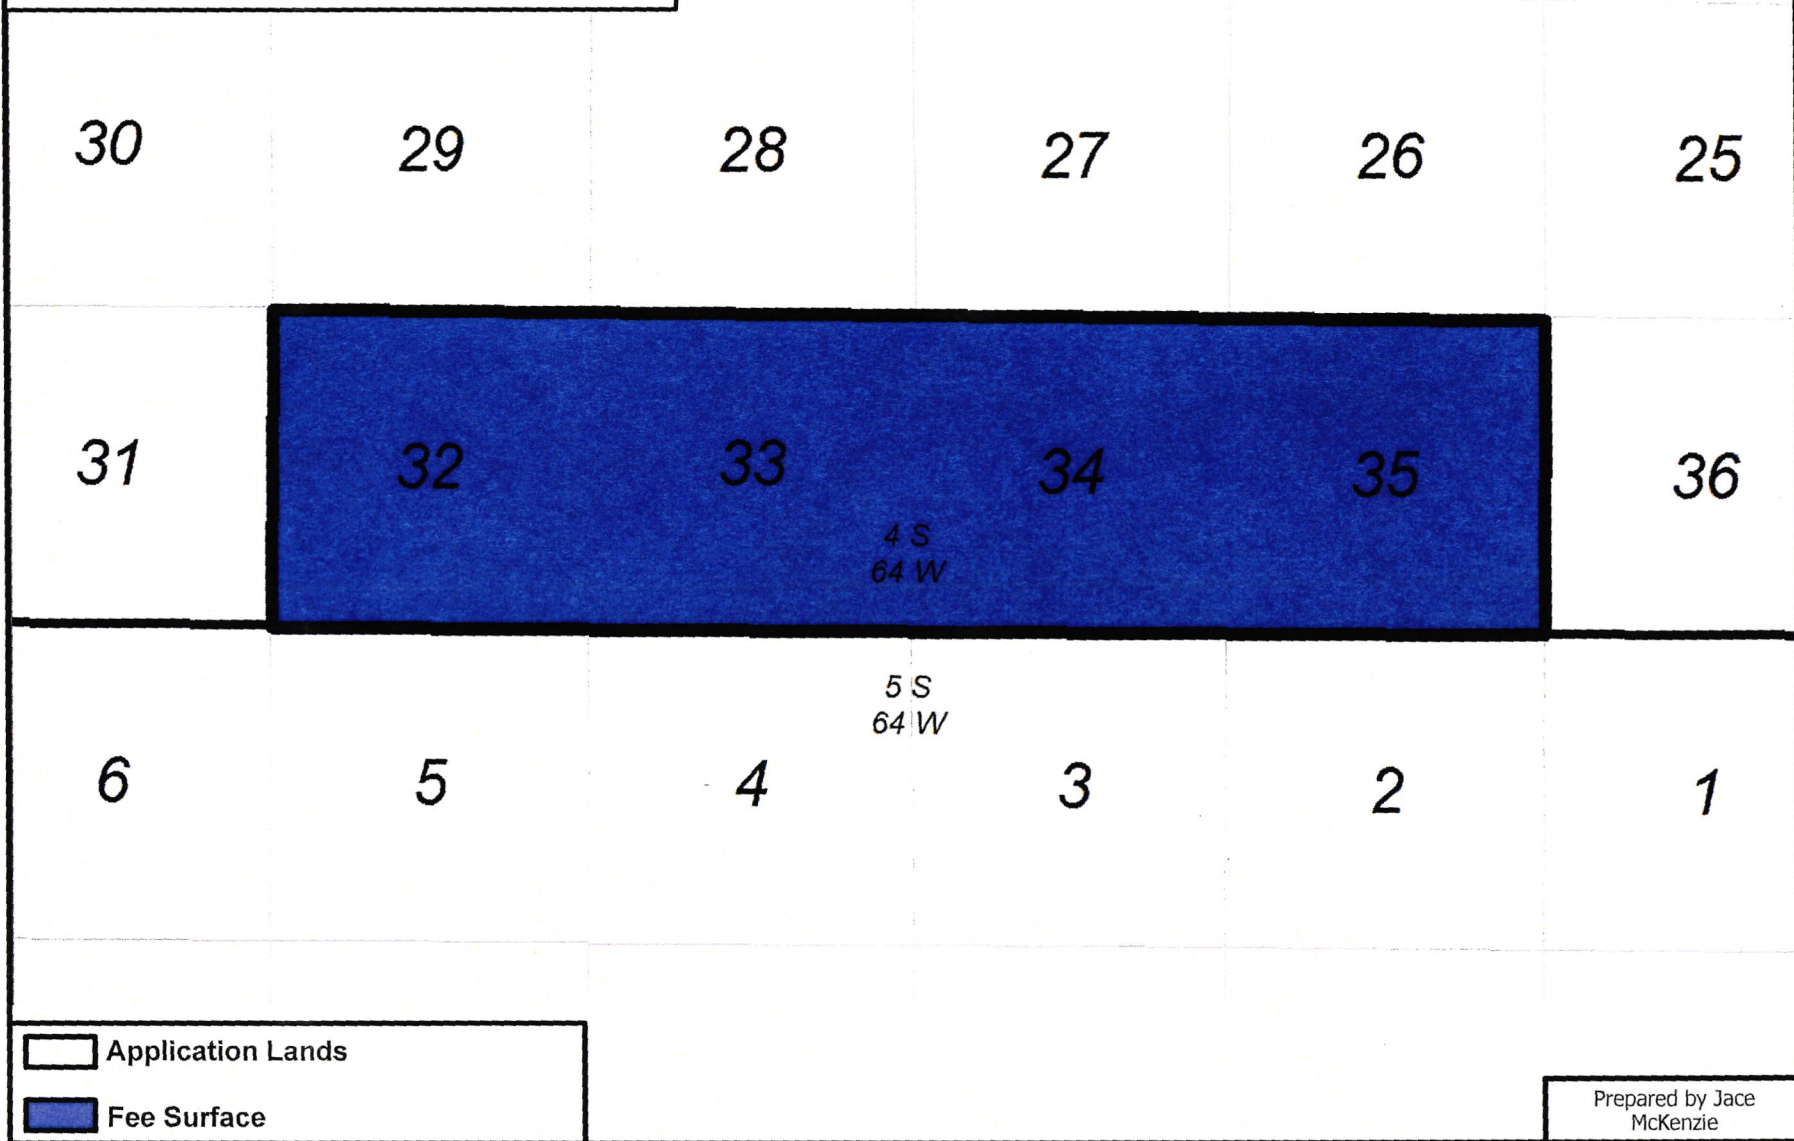 30 29 28 27 26 25
31 32 33 34 35 36
4 S
64 W
5 S
64 W
6 5 4 3 2 1
Application Lands
Fee Surface
Prepared by Jace
McKenzie